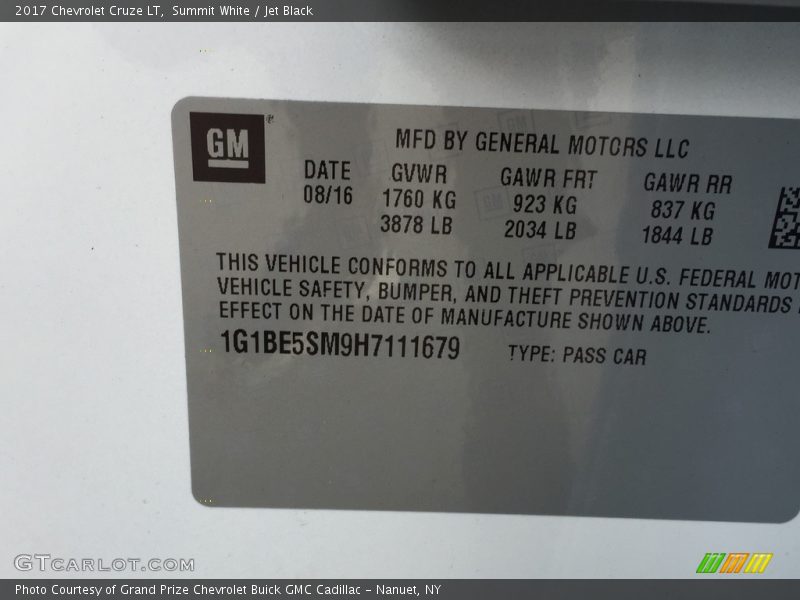 2017 Chevrolet Cruze LT, Summit White / Jet Black
GM ®
MFD BY GENERAL MOTORS LLC
DATE GVWR GAWR FRT GAWR RR
08/16 1760 KG 923 KG 837 KG
3878 LB 2034 LB 1844 LB
THIS VEHICLE CONFORMS TO ALL APPLICABLE U.S. FEDERAL MOT
VEHICLE SAFETY, BUMPER, AND THEFT PREVENTION STANDARDS
EFFECT ON THE DATE OF MANUFACTURE SHOWN ABOVE.
1G1BE5SM9H7111679 TYPE: PASS CAR
GTCARLOT.COM
Photo Courtesy of Grand Prize Chevrolet Buick GMC Cadillac – Nanuet, NY